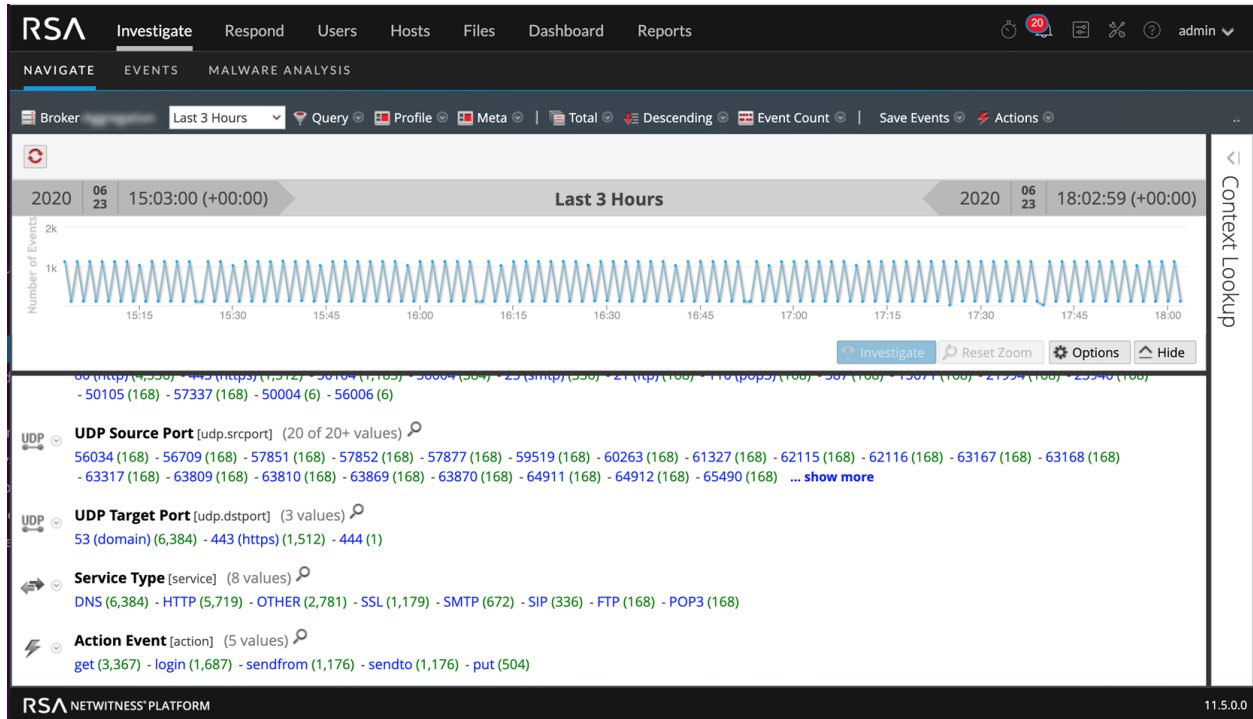 RSA Investigate Respond Users Hosts Files Dashboard Reports 20 admin
NAVIGATE EVENTS MALWARE ANALYSIS
Broker Last 3 Hours Query Profile Meta | Total Descending Event Count | Save Events Actions
2020 06 23 15:03:00 (+00:00) Last 3 Hours 2020 06 23 18:02:59 (+00:00)
Context Lookup
Number of Events
2k
1k
15:15 15:30 15:45 16:00 16:15 16:30 16:45 17:00 17:15 17:30 17:45 18:00
Investigate Reset Zoom Options Hide
- 50105 (168) - 57337 (168) - 50004 (6) - 56006 (6)
UDP UDP Source Port [udp.srcport] (20 of 20+ values)
56034 (168) - 56709 (168) - 57851 (168) - 57852 (168) - 57877 (168) - 59519 (168) - 60263 (168) - 61327 (168) - 62115 (168) - 62116 (168) - 63167 (168) - 63168 (168)
- 63317 (168) - 63809 (168) - 63810 (168) - 63869 (168) - 63870 (168) - 64911 (168) - 64912 (168) - 65490 (168) ... show more
UDP UDP Target Port [udp.dstport] (3 values)
53 (domain) (6,384) - 443 (https) (1,512) - 444 (1)
Service Type [service] (8 values)
DNS (6,384) - HTTP (5,719) - OTHER (2,781) - SSL (1,179) - SMTP (672) - SIP (336) - FTP (168) - POP3 (168)
Action Event [action] (5 values)
get (3,367) - login (1,687) - sendfrom (1,176) - sendto (1,176) - put (504)
RSA NETWITNESS® PLATFORM 11.5.0.0